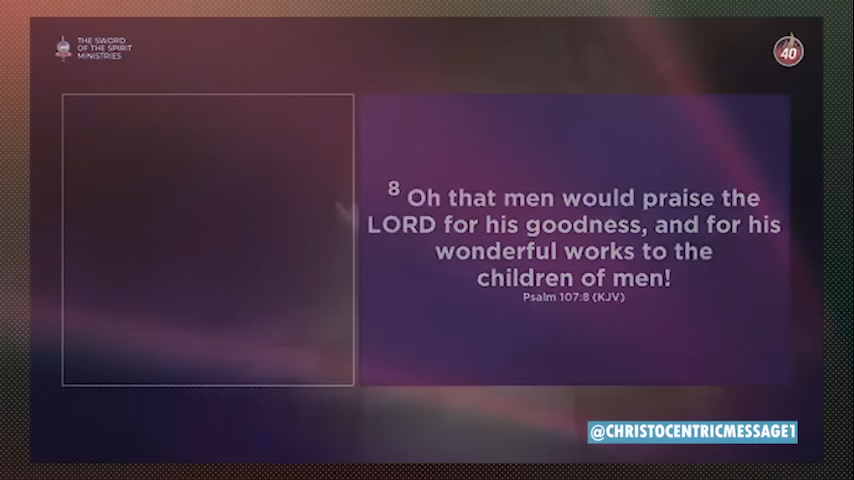 THE SWORD
OF THE SPIRIT
MINISTRIES
40
8 Oh that men would praise the
LORD for his goodness, and for his
wonderful works to the
children of men!
Psalm 107:8 (KJV)
@CHRISTOCENTRICMESSAGE1